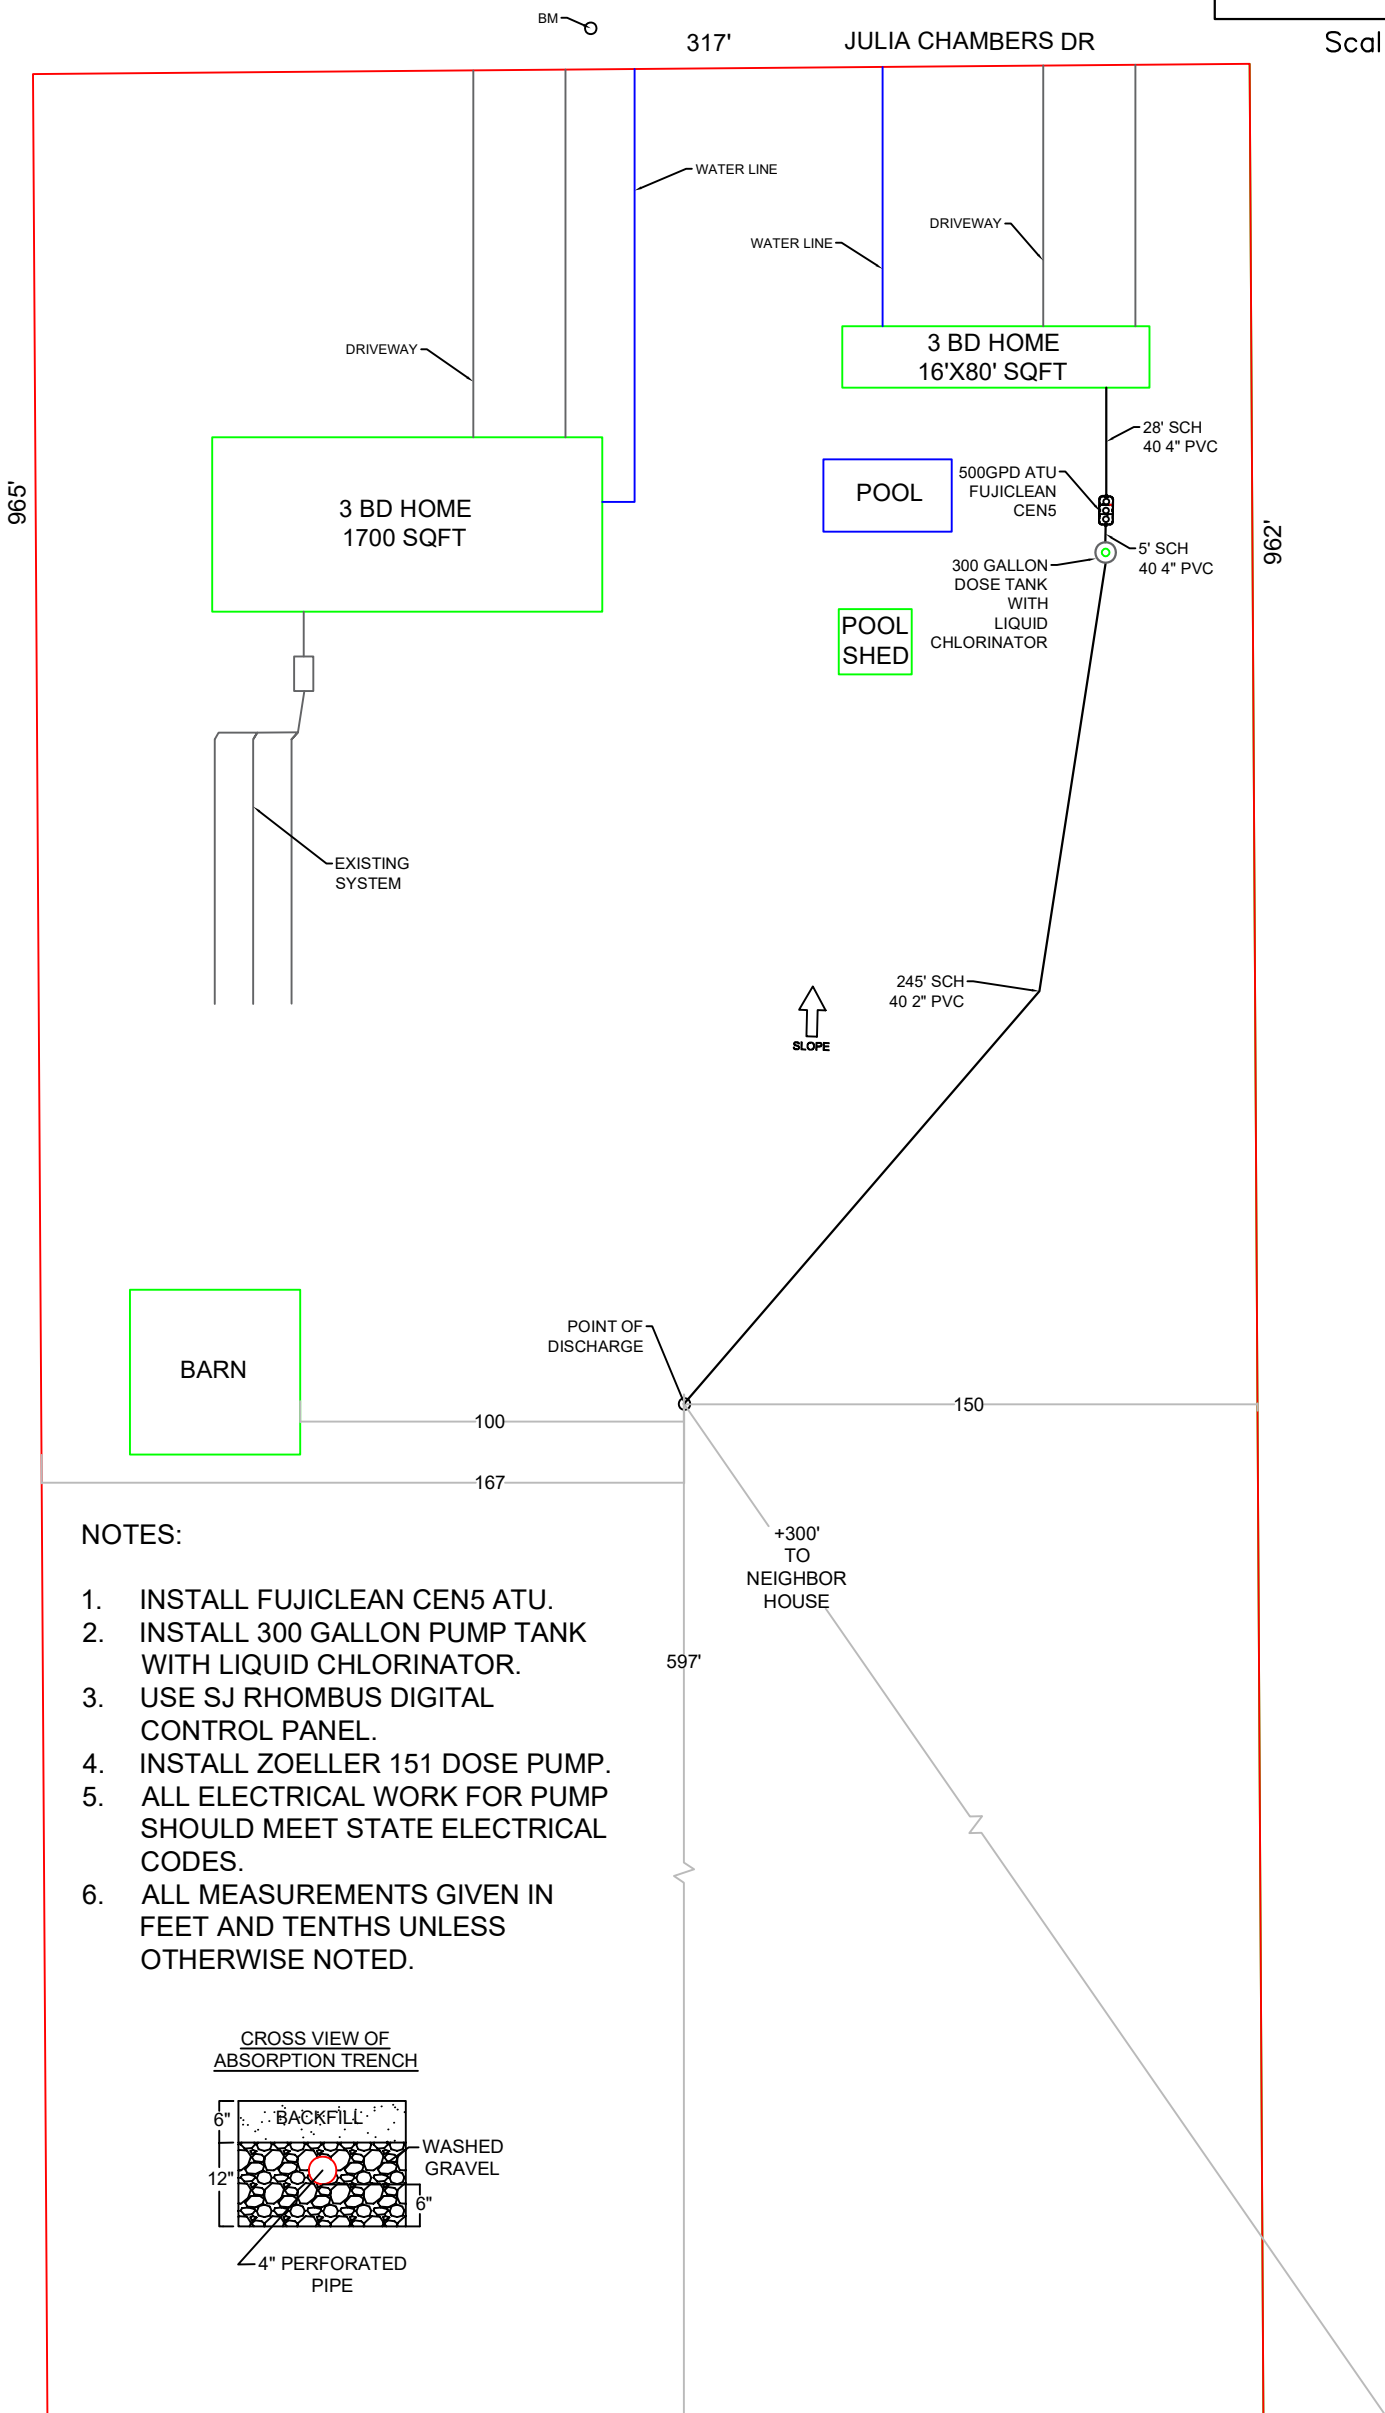 BM
317'
JULIA CHAMBERS DR
Scal
WATER LINE
WATER LINE
DRIVEWAY
DRIVEWAY
3 BD HOME
16'X80' SQFT
28' SCH
40 4" PVC
965'
3 BD HOME
1700 SQFT
POOL
500GPD ATU
FUJICLEAN
CEN5
962'
5' SCH
40 4" PVC
300 GALLON
DOSE TANK
WITH
LIQUID
CHLORINATOR
POOL
SHED
EXISTING
SYSTEM
245' SCH
40 2" PVC
SLOPE
POINT OF
DISCHARGE
BARN
150
100
167
NOTES:
+300'
TO
NEIGHBOR
HOUSE
1. INSTALL FUJICLEAN CEN5 ATU.
2. INSTALL 300 GALLON PUMP TANK
WITH LIQUID CHLORINATOR.
3. USE SJ RHOMBUS DIGITAL
CONTROL PANEL.
4. INSTALL ZOELLER 151 DOSE PUMP.
5. ALL ELECTRICAL WORK FOR PUMP
SHOULD MEET STATE ELECTRICAL
CODES.
6. ALL MEASUREMENTS GIVEN IN
FEET AND TENTHS UNLESS
OTHERWISE NOTED.
597'
CROSS VIEW OF
ABSORPTION TRENCH
6"
BACKFILL
12"
WASHED
GRAVEL
6"
4" PERFORATED
PIPE